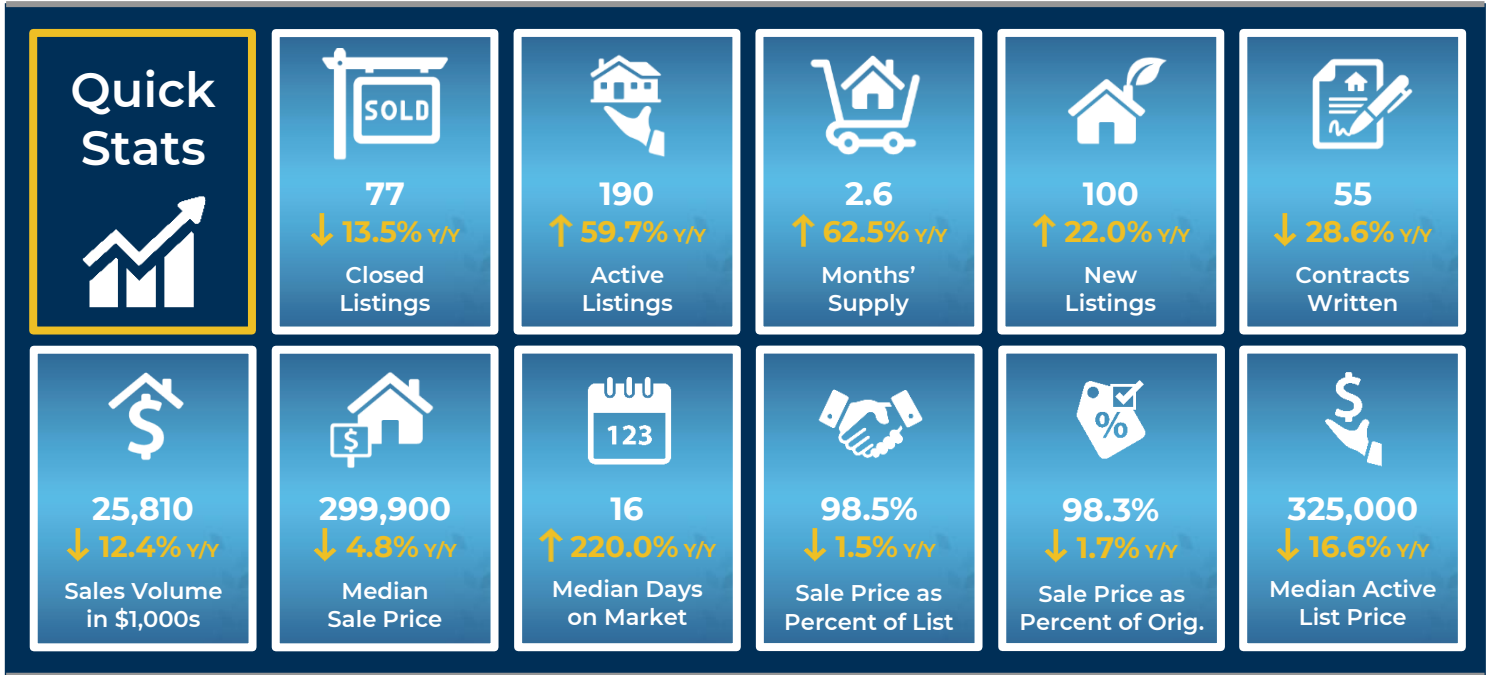 Quick
Stats
SOLD
77
↓ 13.5% Y/Y
Closed
Listings
190
↑ 59.7% Y/Y
Active
Listings
2.6
↑ 62.5% Y/Y
Months’
Supply
100
↑ 22.0% Y/Y
New
Listings
55
↓ 28.6% Y/Y
Contracts
Written
$
25,810
↓ 12.4% Y/Y
Sales Volume
in $1,000s
$
299,900
↓ 4.8% Y/Y
Median
Sale Price
123
16
↑ 220.0% Y/Y
Median Days
on Market
98.5%
↓ 1.5% Y/Y
Sale Price as
Percent of List
%
98.3%
↓ 1.7% Y/Y
Sale Price as
Percent of Orig.
$
325,000
↓ 16.6% Y/Y
Median Active
List Price